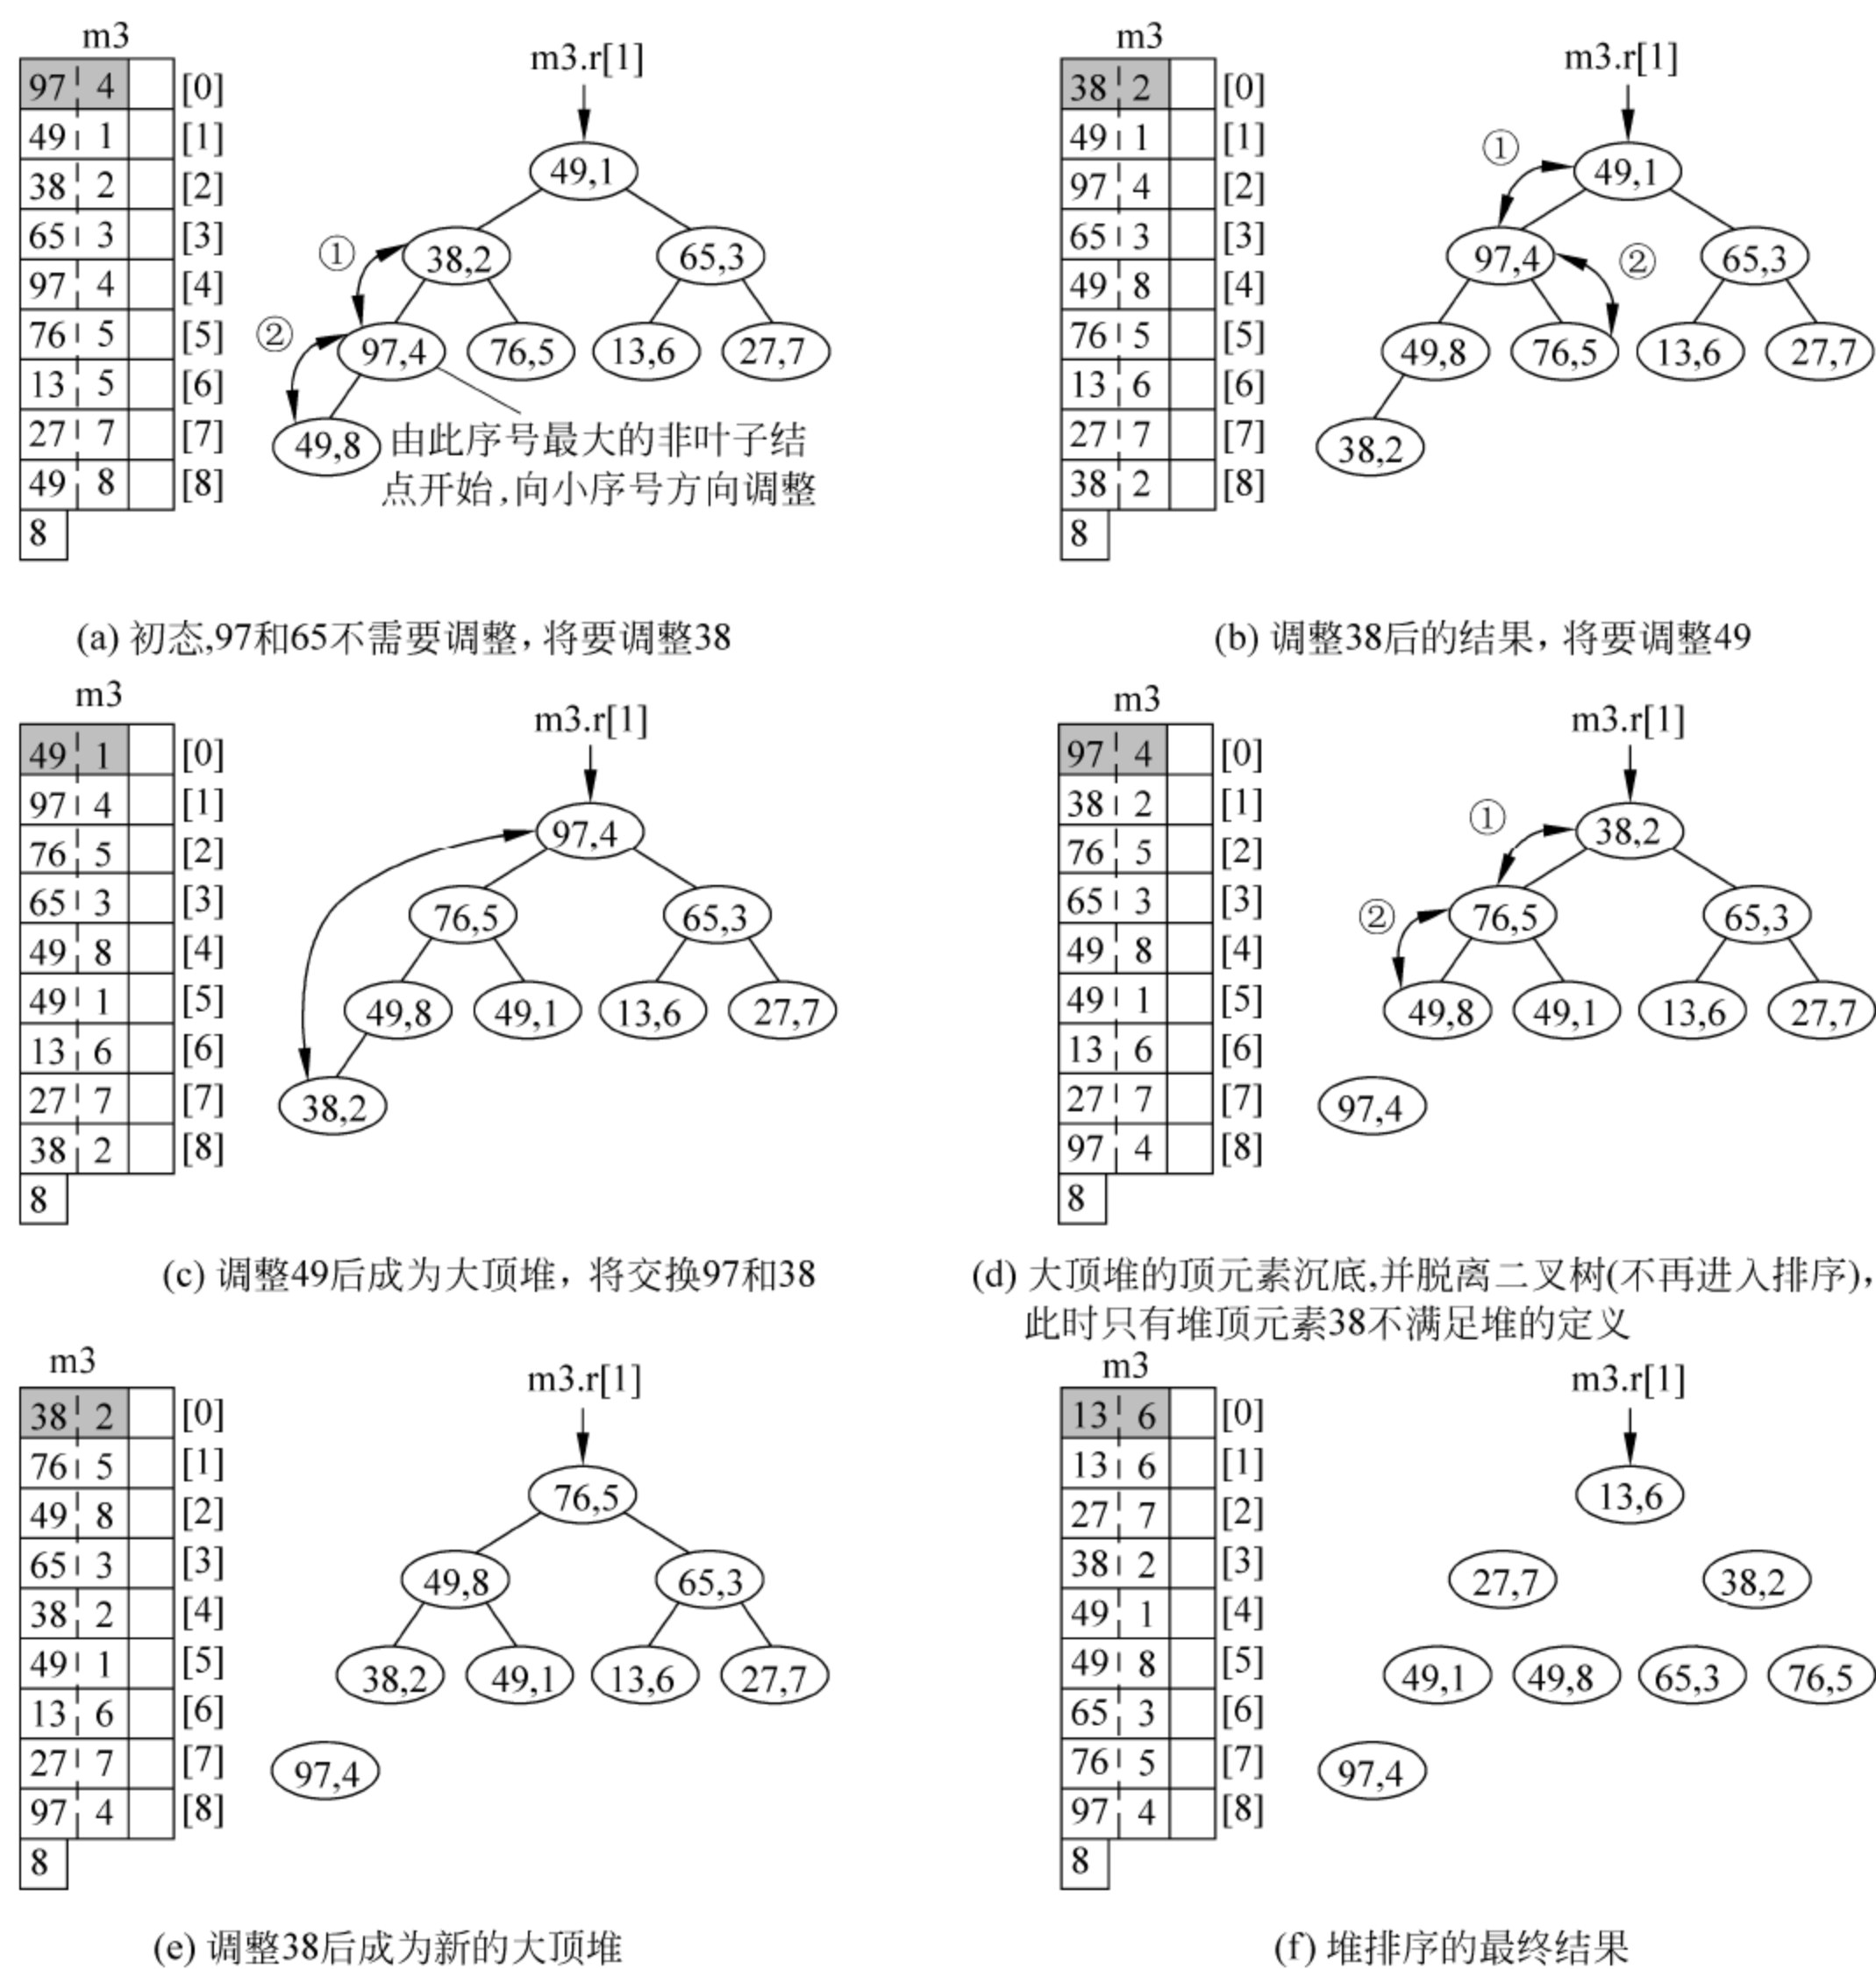 m3
97 4 [0]
49 1 [1]
38 2 [2]
65 3 [3]
97 4 [4]
76 5 [5]
13 5 [6]
27 7 [7]
49 8 [8]
8
m3.r[1]
49,1
① 38,2 65,3
② 97,4 76,5 13,6 27,7
49,8
由此序号最大的非叶子结
点开始,向小序号方向调整
(a) 初态,97和65不需要调整，将要调整38
m3
38 2 [0]
49 1 [1]
97 4 [2]
65 3 [3]
49 8 [4]
76 5 [5]
13 6 [6]
27 7 [7]
38 2 [8]
8
m3.r[1]
① 49,1
97,4 ② 65,3
49,8 76,5 13,6 27,7
38,2
(b) 调整38后的结果，将要调整49
m3
49 1 [0]
97 4 [1]
76 5 [2]
65 3 [3]
49 8 [4]
49 1 [5]
13 6 [6]
27 7 [7]
38 2 [8]
8
m3.r[1]
97,4
76,5 65,3
49,8 49,1 13,6 27,7
38,2
(c) 调整49后成为大顶堆，将交换97和38
m3
97 4 [0]
38 2 [1]
76 5 [2]
65 3 [3]
49 8 [4]
49 1 [5]
13 6 [6]
27 7 [7]
97 4 [8]
8
m3.r[1]
① 38,2
② 76,5 65,3
49,8 49,1 13,6 27,7
97,4
(d) 大顶堆的顶元素沉底,并脱离二叉树(不再进入排序)，
此时只有堆顶元素38不满足堆的定义
m3
38 2 [0]
76 5 [1]
49 8 [2]
65 3 [3]
38 2 [4]
49 1 [5]
13 6 [6]
27 7 [7]
97 4 [8]
8
m3.r[1]
76,5
49,8 65,3
38,2 49,1 13,6 27,7
97,4
(e) 调整38后成为新的大顶堆
m3
13 6 [0]
13 6 [1]
27 7 [2]
38 2 [3]
49 1 [4]
49 8 [5]
65 3 [6]
76 5 [7]
97 4 [8]
8
m3.r[1]
13,6
27,7 38,2
49,1 49,8 65,3 76,5
97,4
(f) 堆排序的最终结果